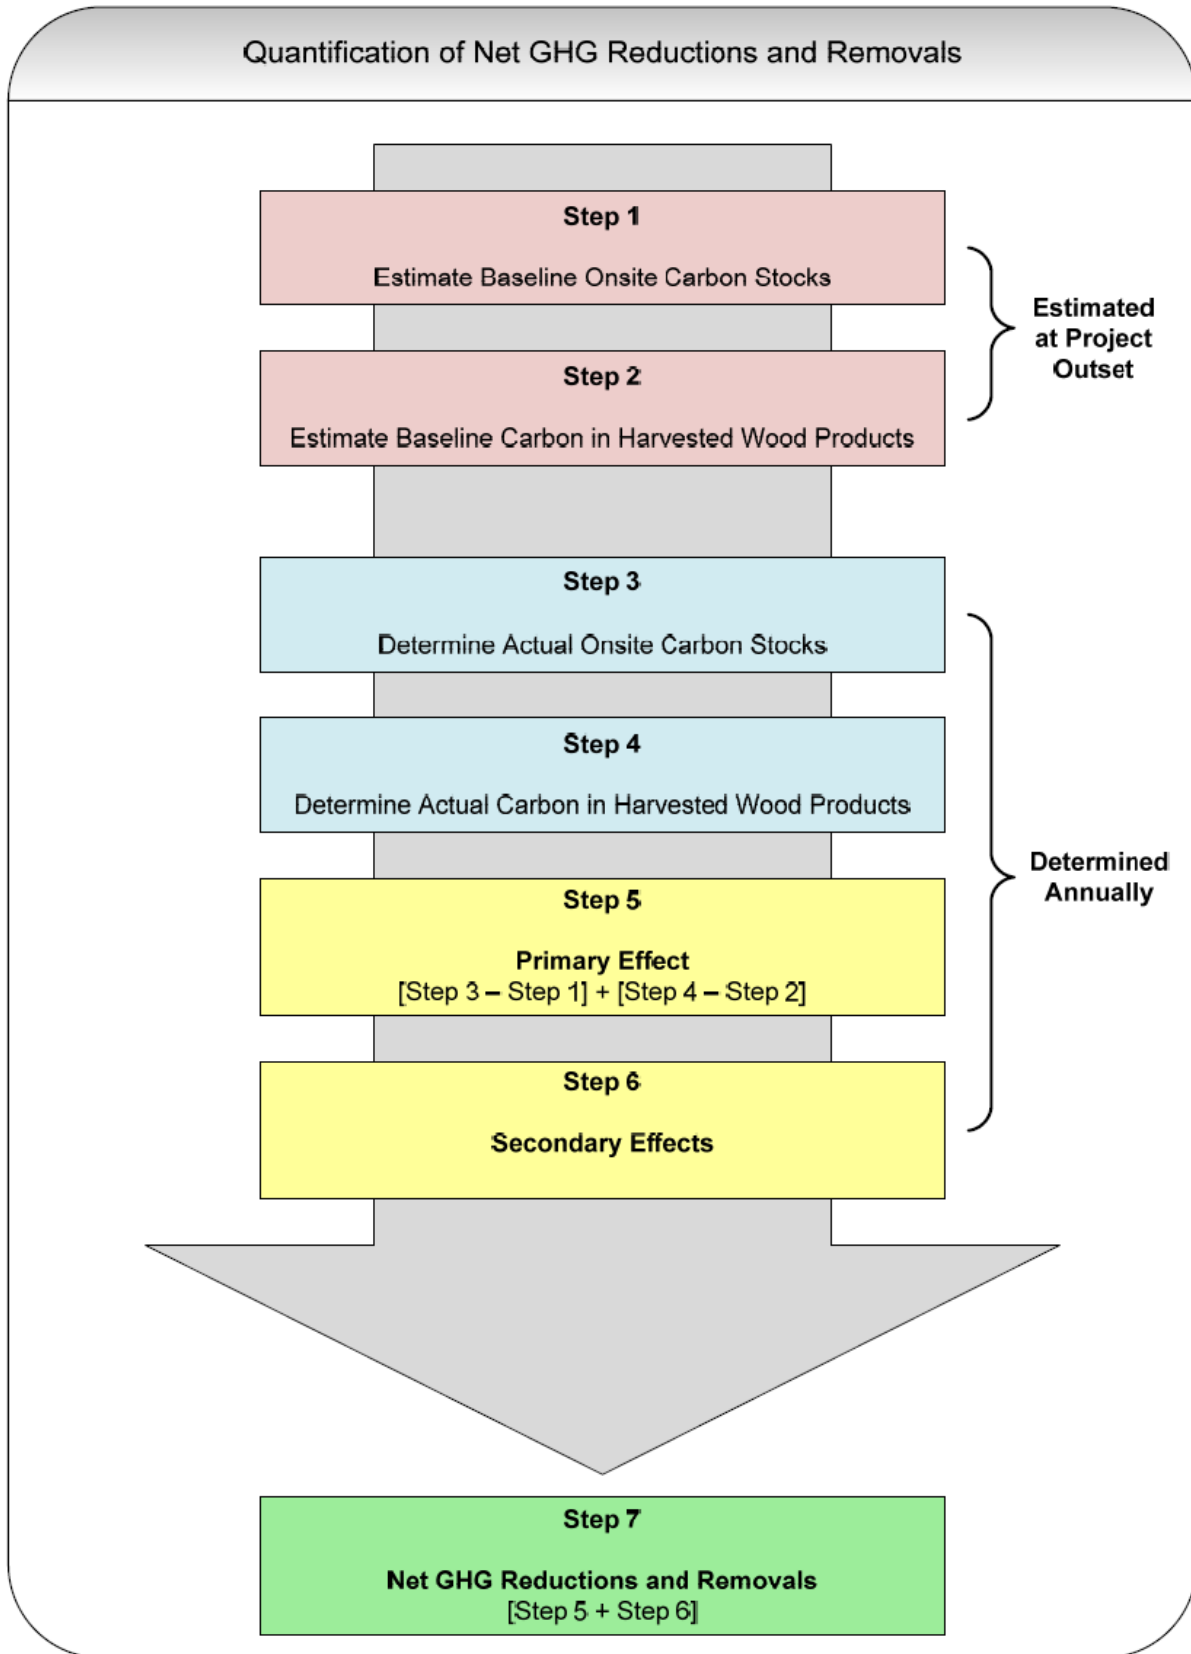 Quantification of Net GHG Reductions and Removals
Step 1
Estimate Baseline Onsite Carbon Stocks
Step 2
Estimate Baseline Carbon in Harvested Wood Products
Estimated
at Project
Outset
Step 3
Determine Actual Onsite Carbon Stocks
Step 4
Determine Actual Carbon in Harvested Wood Products
Step 5
Primary Effect
[Step 3 – Step 1] + [Step 4 – Step 2]
Step 6
Secondary Effects
Determined
Annually
Step 7
Net GHG Reductions and Removals
[Step 5 + Step 6]